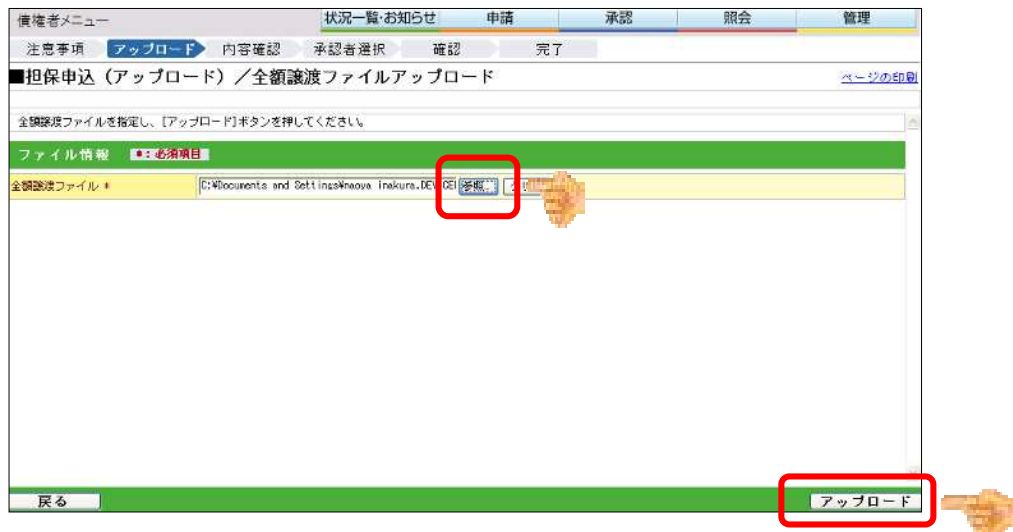 債権者メニュー 状況一覧・お知らせ 申請 承認 照会 管理
注意事項 アップロード 内容確認 承認者選択 確認 完了
■担保申込（アップロード）／全額譲渡ファイルアップロード ページの印刷
全額譲渡ファイルを指定し、[アップロード]ボタンを押してください。
ファイル情報 *：必須項目
全額譲渡ファイル * C:¥Documents and Settings¥naoya inakura.DEV 参照...
戻る アップロード